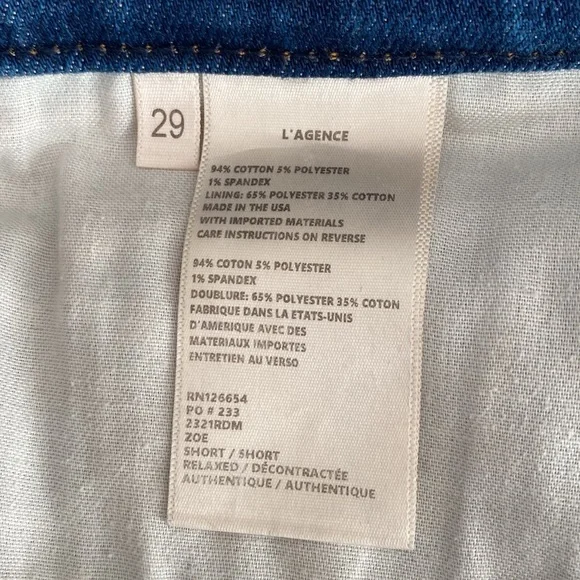 29
L'AGENCE
94% COTTON 5% POLYESTER
1% SPANDEX
LINING: 65% POLYESTER 35% COTTON
MADE IN THE USA
WITH IMPORTED MATERIALS
CARE INSTRUCTIONS ON REVERSE
94% COTON 5% POLYESTER
1% SPANDEX
DOUBLURE: 65% POLYESTER 35% COTON
FABRIQUE DANS LA ETATS-UNIS
D'AMERIQUE AVEC DES
MATERIAUX IMPORTES
ENTRETIEN AU VERSO
RN126654
PO # 233
2321RDM
ZOE
SHORT / SHORT
RELAXED / DÉCONTRACTÉE
AUTHENTIQUE / AUTHENTIQUE